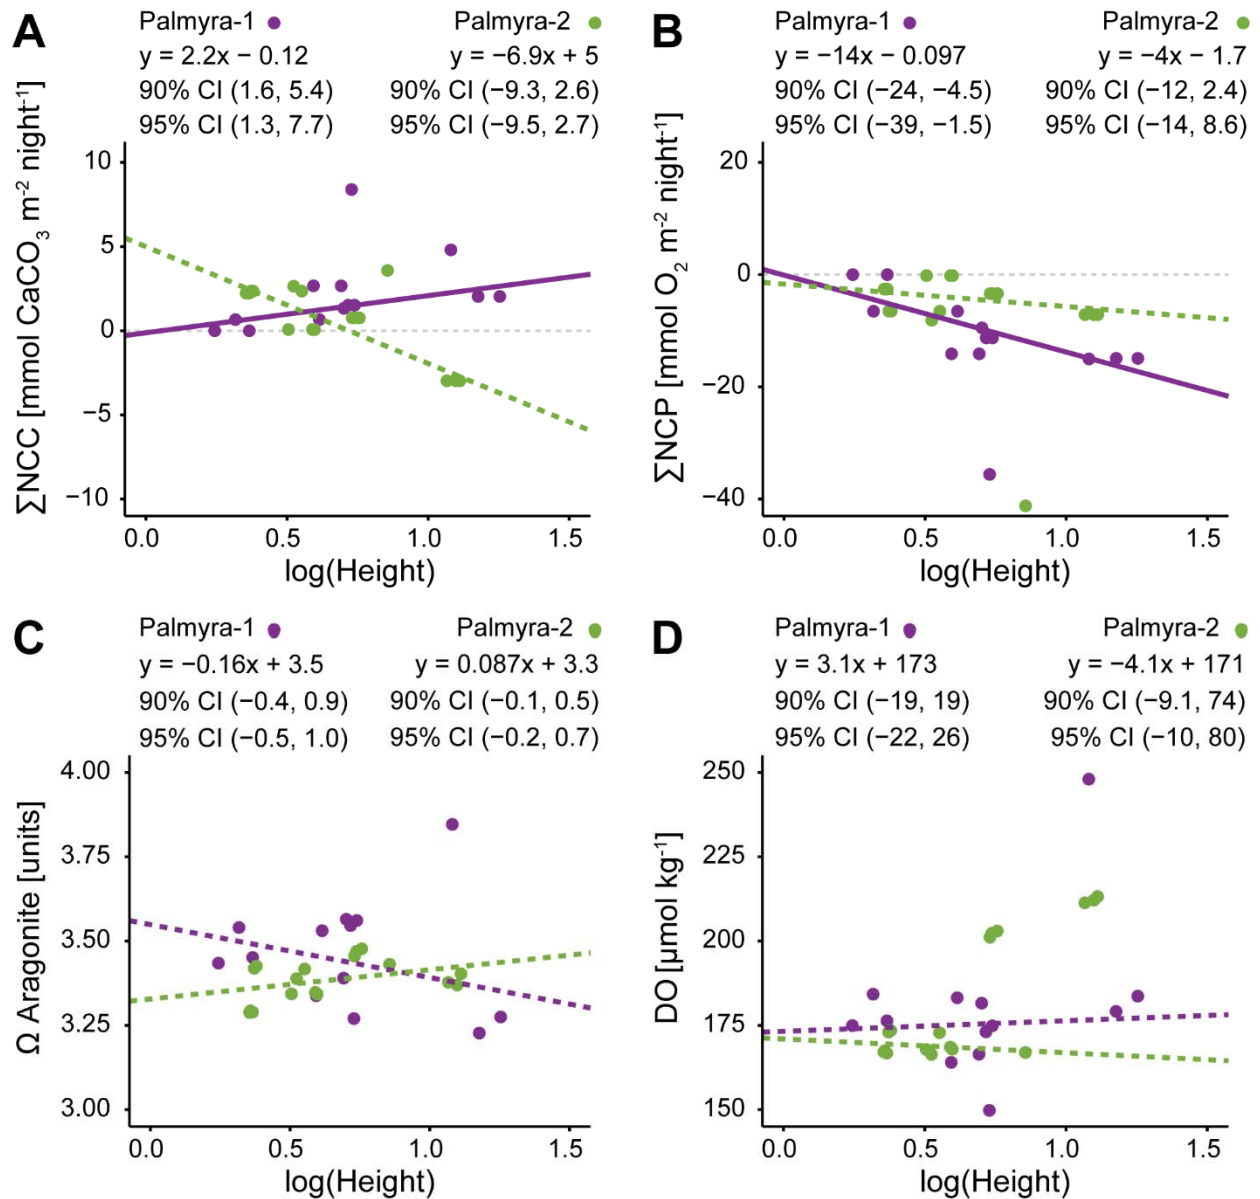 A
Palmyra-1 Palmyra-2
y = 2.2x − 0.12 y = −6.9x + 5
90% CI (1.6, 5.4) 90% CI (−9.3, 2.6)
95% CI (1.3, 7.7) 95% CI (−9.5, 2.7)
∑NCC [mmol CaCO₃ m⁻² night⁻¹]
10
5
0
−5
−10
0.0 0.5 1.0 1.5
log(Height)
B
Palmyra-1 Palmyra-2
y = −14x − 0.097 y = −4x − 1.7
90% CI (−24, −4.5) 90% CI (−12, 2.4)
95% CI (−39, −1.5) 95% CI (−14, 8.6)
∑NCP [mmol O₂ m⁻² night⁻¹]
20
0
−20
−40
0.0 0.5 1.0 1.5
log(Height)
C
Palmyra-1 Palmyra-2
y = −0.16x + 3.5 y = 0.087x + 3.3
90% CI (−0.4, 0.9) 90% CI (−0.1, 0.5)
95% CI (−0.5, 1.0) 95% CI (−0.2, 0.7)
Ω Aragonite [units]
4.00
3.75
3.50
3.25
3.00
0.0 0.5 1.0 1.5
log(Height)
D
Palmyra-1 Palmyra-2
y = 3.1x + 173 y = −4.1x + 171
90% CI (−19, 19) 90% CI (−9.1, 74)
95% CI (−22, 26) 95% CI (−10, 80)
DO [µmol kg⁻¹]
250
225
200
175
150
0.0 0.5 1.0 1.5
log(Height)